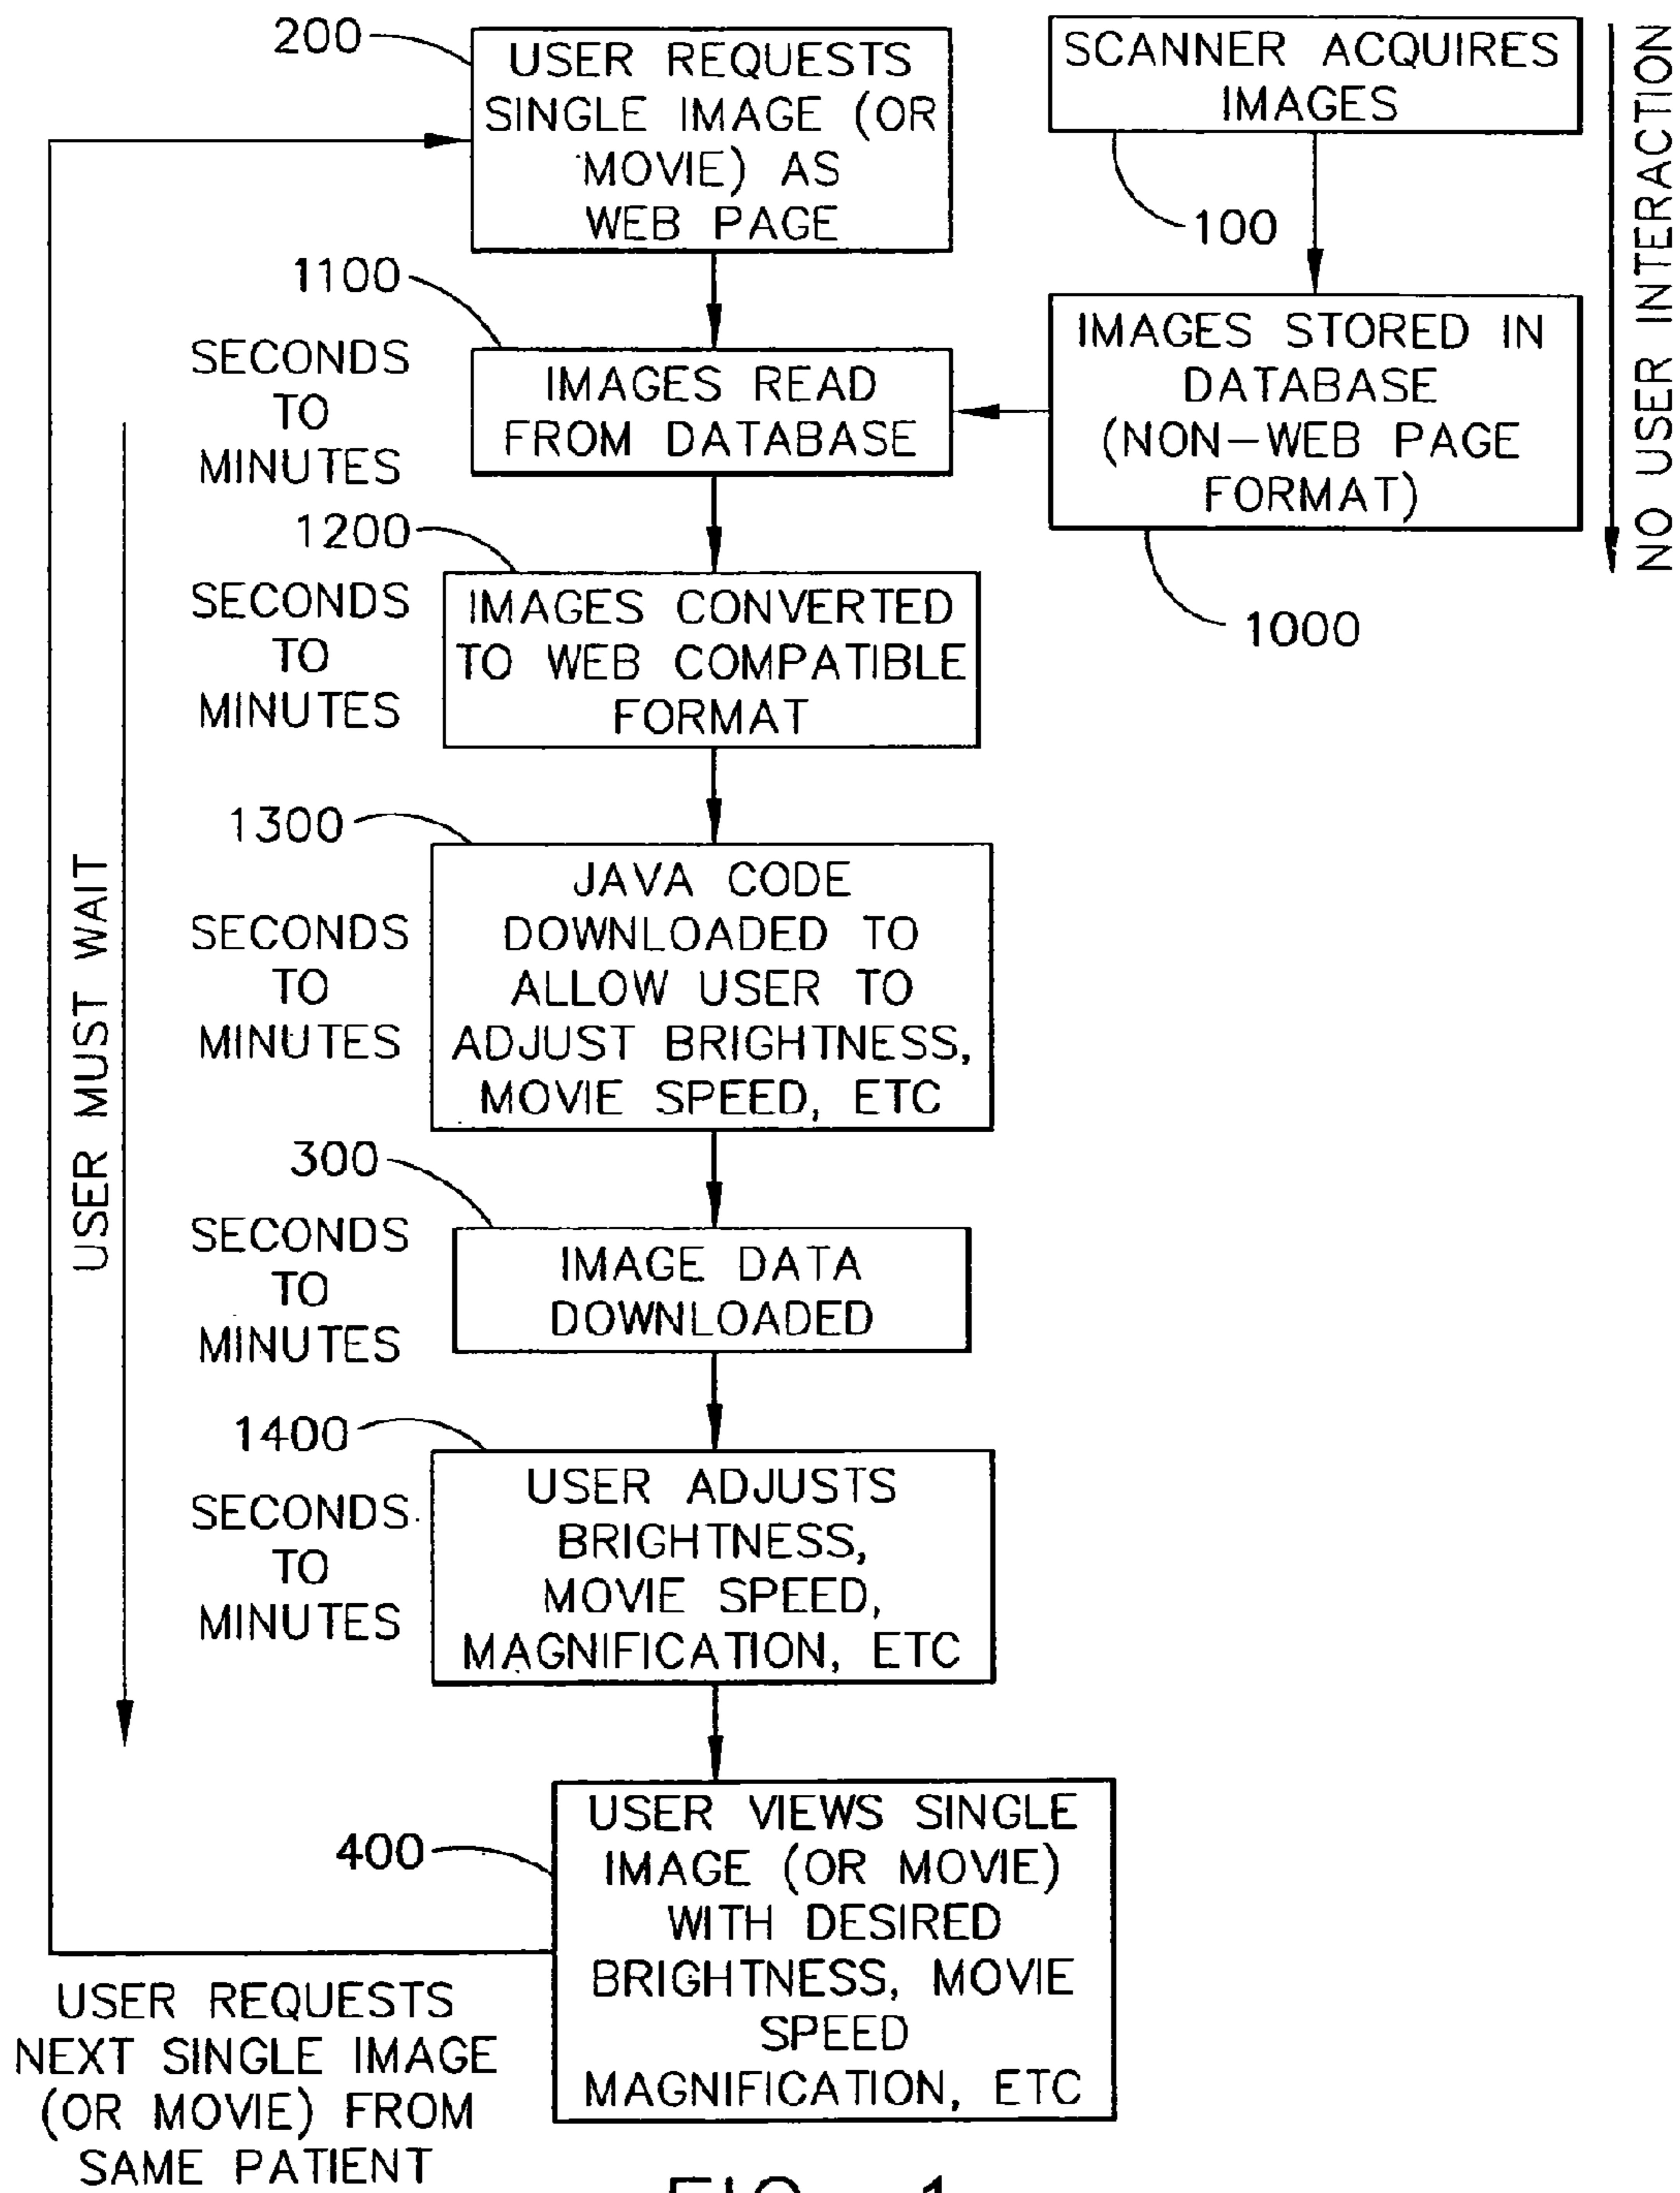 200
USER REQUESTS
SINGLE IMAGE (OR
MOVIE) AS
WEB PAGE
SCANNER ACQUIRES
IMAGES
100
NO USER INTERACTION
1100
SECONDS
TO
MINUTES
IMAGES READ
FROM DATABASE
IMAGES STORED IN
DATABASE
(NON-WEB PAGE
FORMAT)
1000
1200
SECONDS
TO
MINUTES
IMAGES CONVERTED
TO WEB COMPATIBLE
FORMAT
USER MUST WAIT
1300
SECONDS
TO
MINUTES
JAVA CODE
DOWNLOADED TO
ALLOW USER TO
ADJUST BRIGHTNESS,
MOVIE SPEED, ETC
300
SECONDS
TO
MINUTES
IMAGE DATA
DOWNLOADED
1400
SECONDS
TO
MINUTES
USER ADJUSTS
BRIGHTNESS,
MOVIE SPEED,
MAGNIFICATION, ETC
400
USER VIEWS SINGLE
IMAGE (OR MOVIE)
WITH DESIRED
BRIGHTNESS, MOVIE
SPEED
MAGNIFICATION, ETC
USER REQUESTS
NEXT SINGLE IMAGE
(OR MOVIE) FROM
SAME PATIENT
FIG. 1